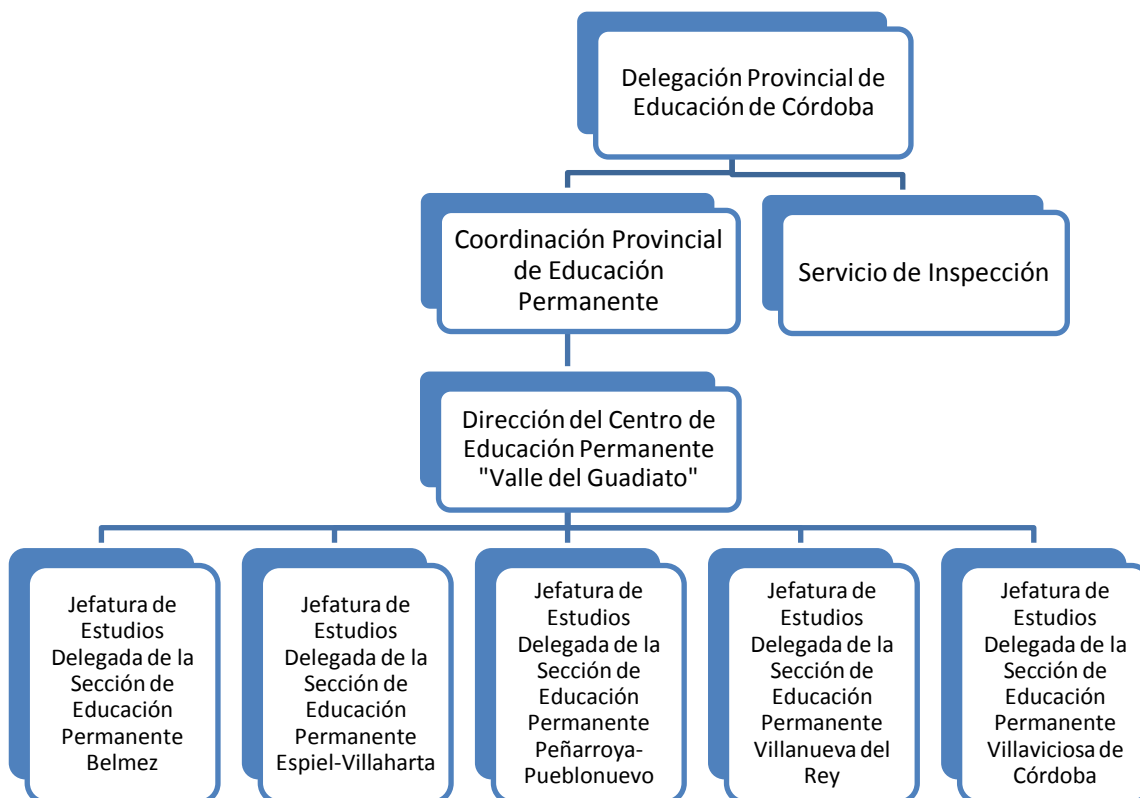 Delegación Provincial de
Educación de Córdoba
Coordinación Provincial
de Educación
Permanente
Servicio de Inspección
Dirección del Centro de
Educación Permanente
"Valle del Guadiato"
Jefatura de
Estudios
Delegada de la
Sección de
Educación
Permanente
Belmez
Jefatura de
Estudios
Delegada de la
Sección de
Educación
Permanente
Espiel-Villaharta
Jefatura de
Estudios
Delegada de la
Sección de
Educación
Permanente
Peñarroya-
Pueblonuevo
Jefatura de
Estudios
Delegada de la
Sección de
Educación
Permanente
Villanueva del
Rey
Jefatura de
Estudios
Delegada de la
Sección de
Educación
Permanente
Villaviciosa de
Córdoba